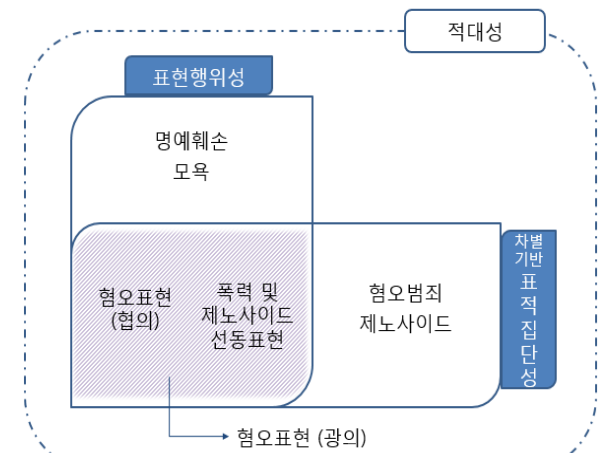 적대성
표현행위성
명예훼손
모욕
차별
기반
표
적
집
단
성
혐오표현
(협의)
폭력 및
제노사이드
선동표현
혐오범죄
제노사이드
혐오표현 (광의)